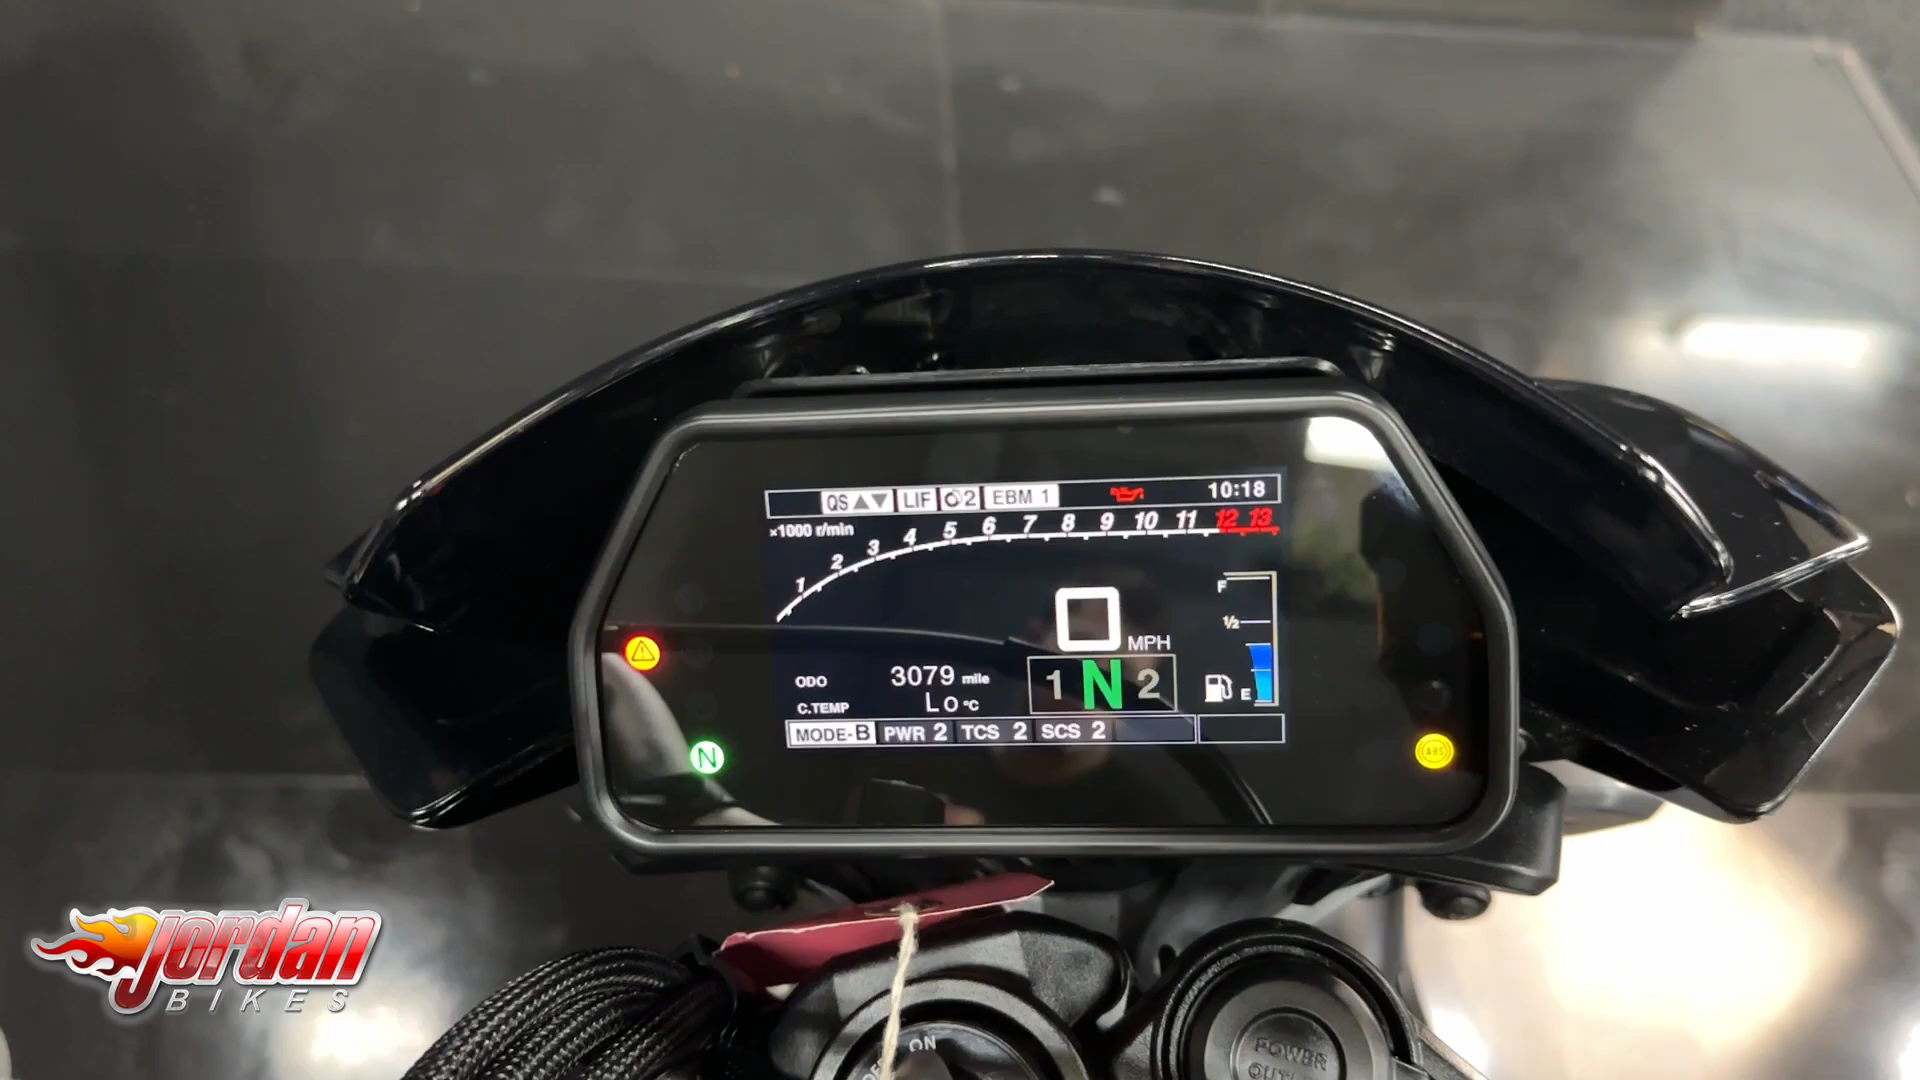 QS LIF 2 EBM 1 10:18
×1000 r/min
1 2 3 4 5 6 7 8 9 10 11 12 13
F
½
E
MPH
ODO 3079 mile
C.TEMP Lo °C
1 N 2
MODE-B PWR 2 TCS 2 SCS 2
N
ABS
Jordan
BIKES
ON
POWER